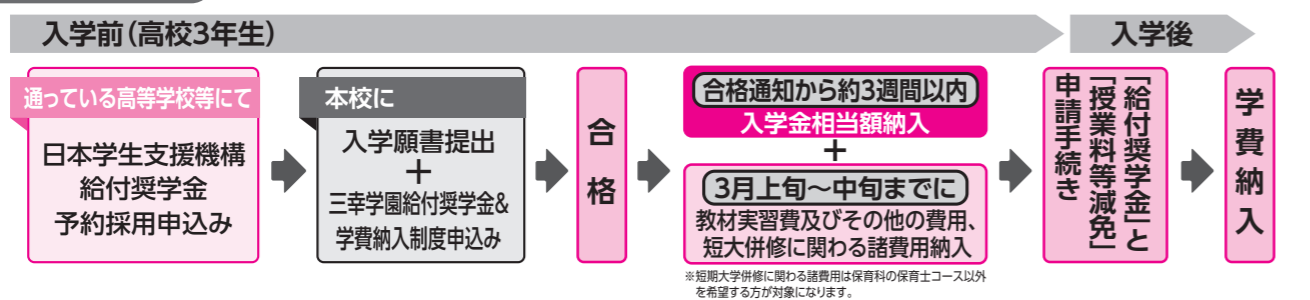 入学前(高校3年生)
入学後
通っている高等学校等にて
日本学生支援機構
給付奨学金
予約採用申込み
本校に
入学願書提出
＋
三幸学園給付奨学金&
学費納入制度申込み
合格
合格通知から約3週間以内
入学金相当額納入
＋
3月上旬〜中旬までに
教材実習費及びその他の費用、
短大併修に関わる諸費用納入
※短期大学併修に関わる諸費用は保育科の保育士コース以外
を希望する方が対象になります。
「給付奨学金」と
「授業料等減免」
申請手続き
学費納入